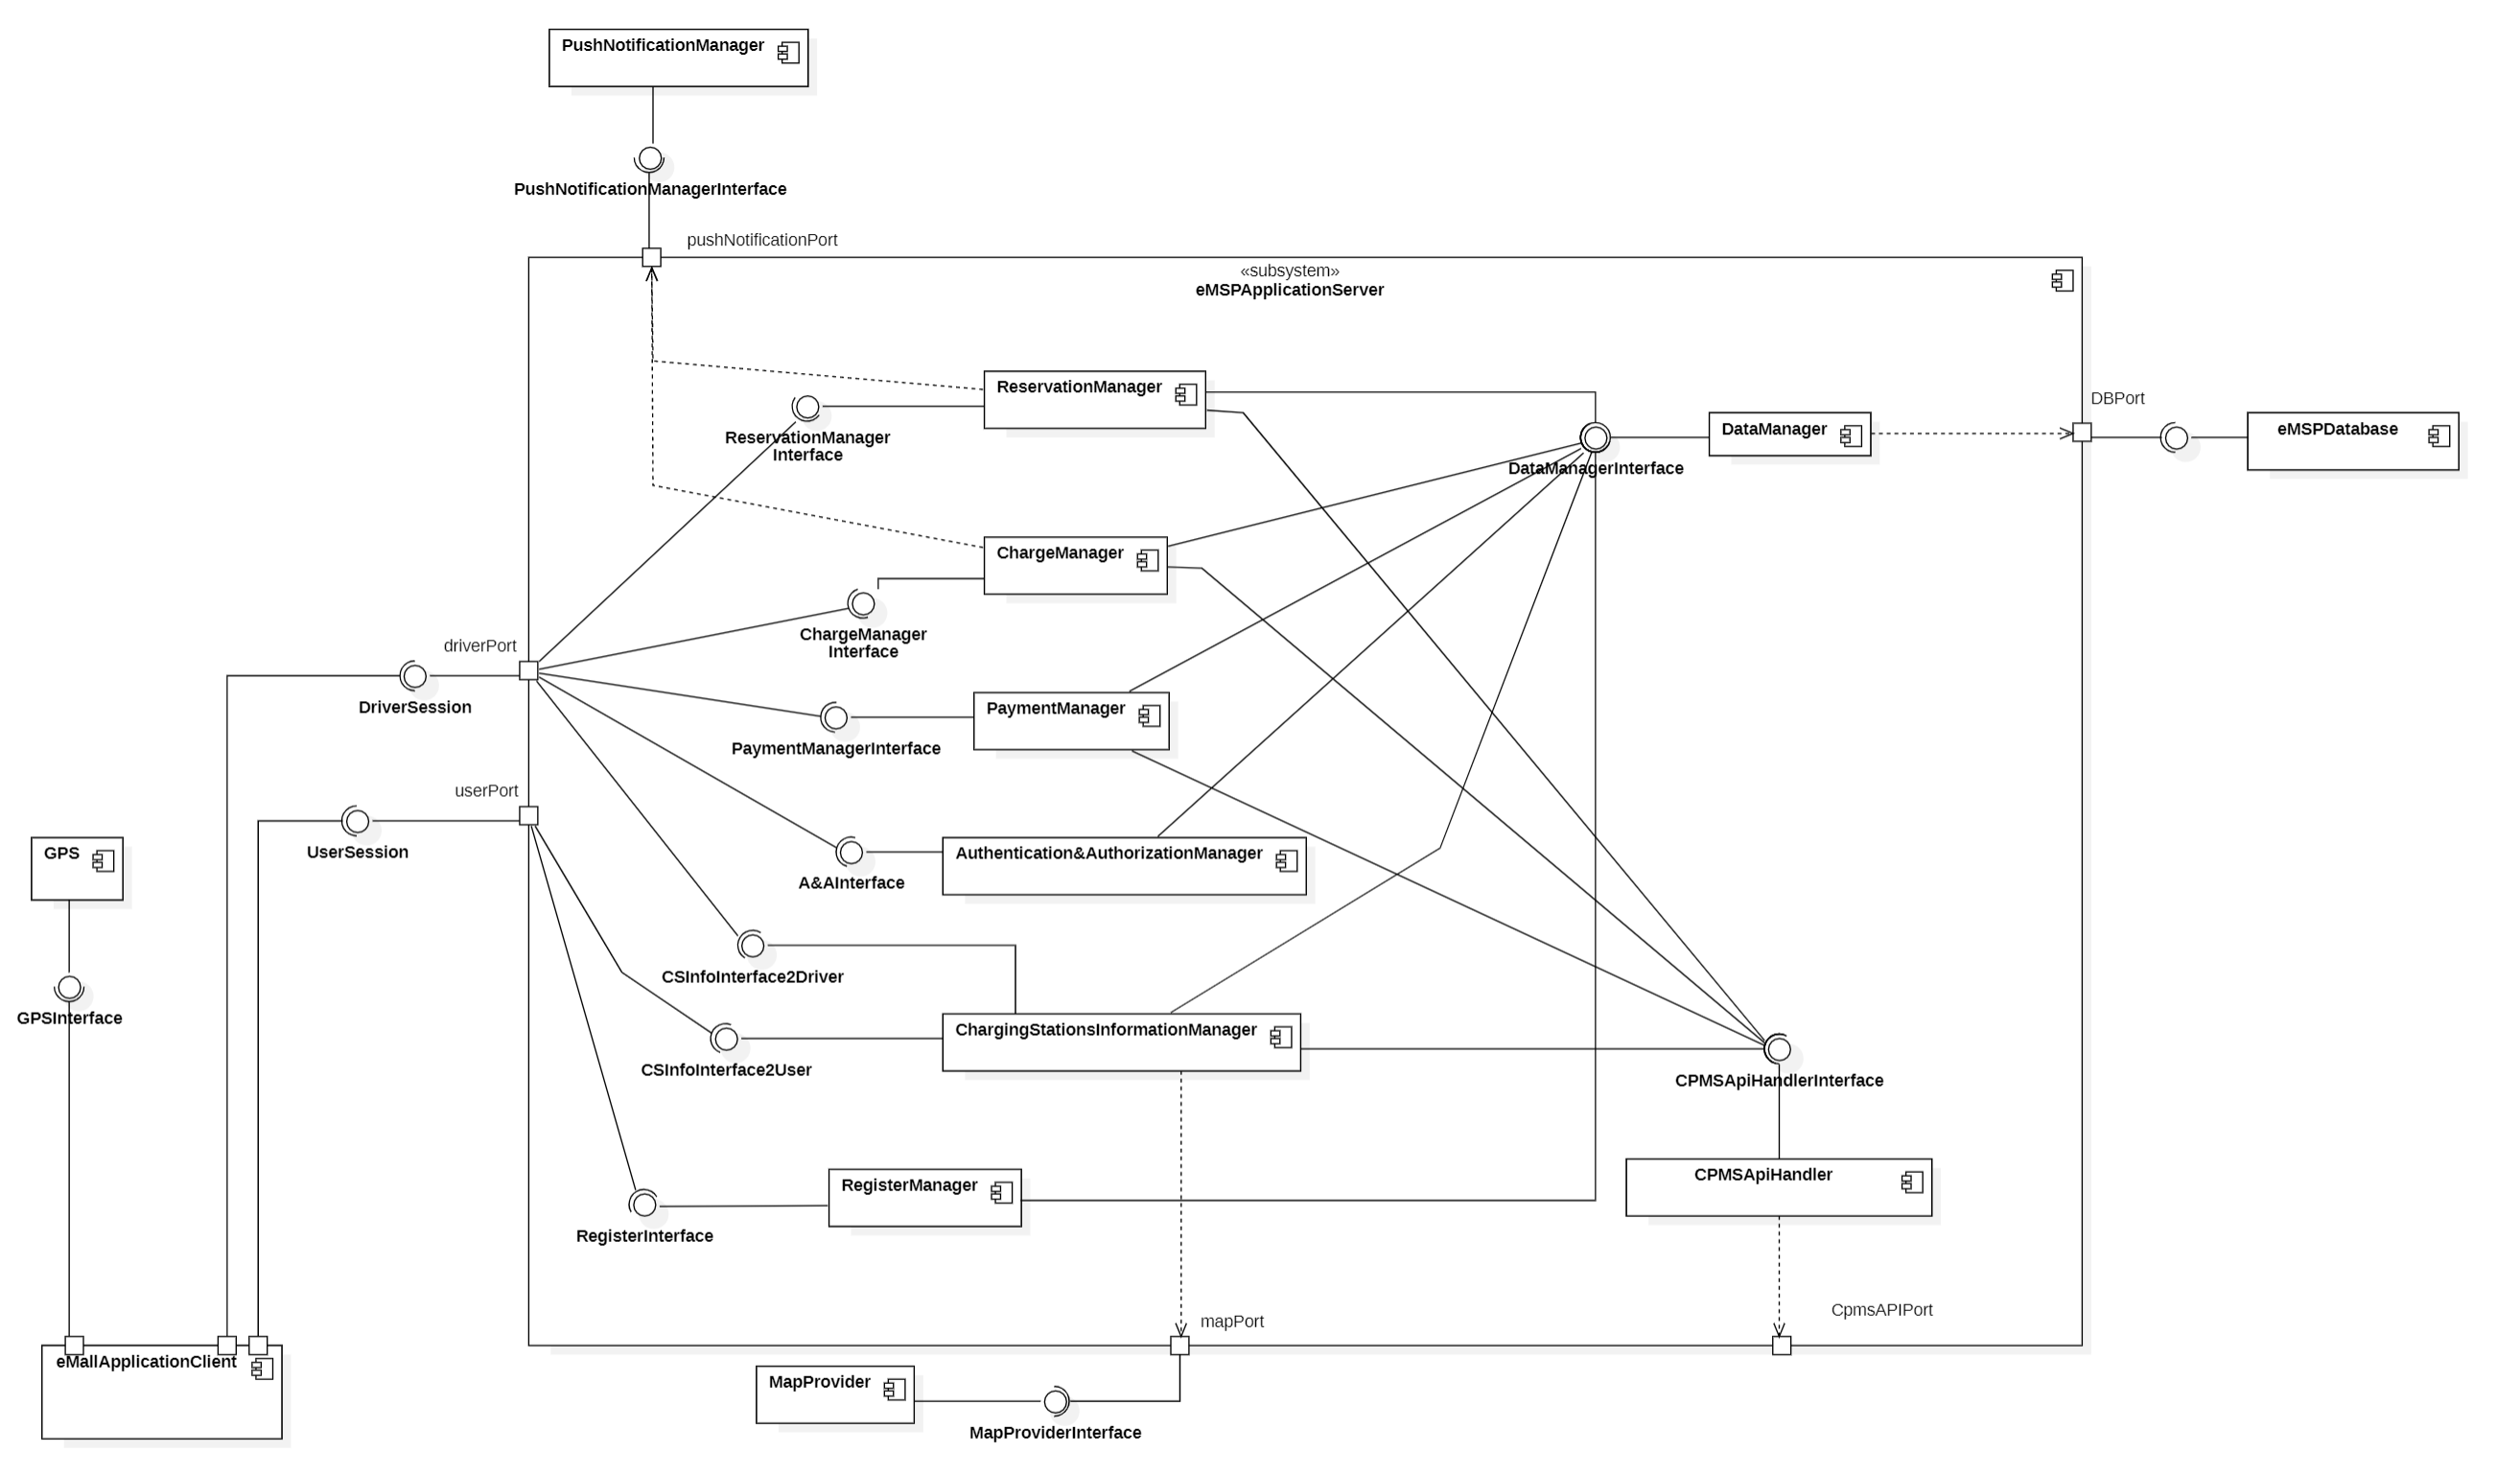 PushNotificationManager
PushNotificationManagerInterface
pushNotificationPort
«subsystem»
eMSPApplicationServer
ReservationManager
ReservationManager
Interface
DataManager
DataManagerInterface
DBPort
eMSPDatabase
ChargeManager
ChargeManager
Interface
driverPort
DriverSession
PaymentManager
PaymentManagerInterface
userPort
UserSession
GPS
GPSInterface
Authentication&AuthorizationManager
A&AInterface
CSInfoInterface2Driver
ChargingStationsInformationManager
CSInfoInterface2User
CPMSApiHandlerInterface
CPMSApiHandler
RegisterManager
RegisterInterface
CpmsAPIPort
mapPort
eMallApplicationClient
MapProvider
MapProviderInterface